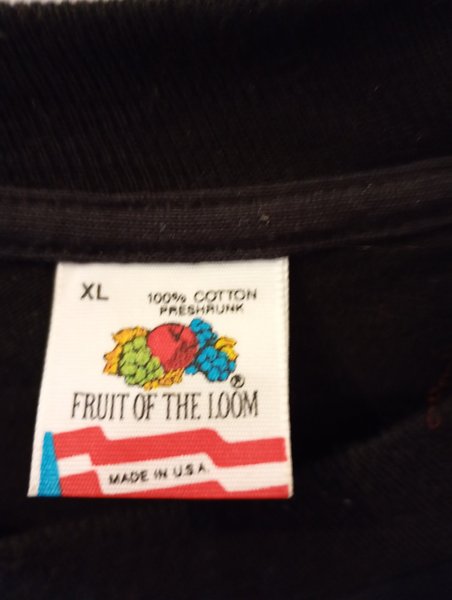 XL
100% COTTON
PRESHRUNK
®
FRUIT OF THE LOOM
MADE IN U.S.A.